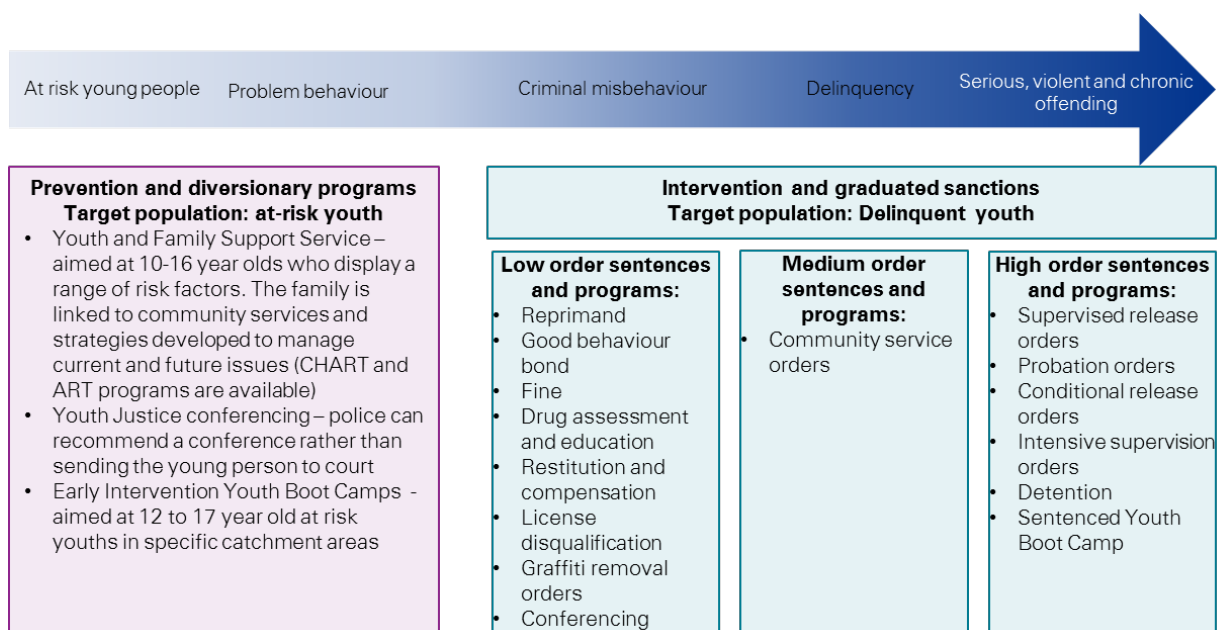 At risk young people
Problem behaviour
Criminal misbehaviour
Delinquency
Serious, violent and chronic
offending
Prevention and diversionary programs
Target population: at-risk youth
• Youth and Family Support Service –
aimed at 10-16 year olds who display a
range of risk factors. The family is
linked to community services and
strategies developed to manage
current and future issues (CHART and
ART programs are available)
• Youth Justice conferencing – police can
recommend a conference rather than
sending the young person to court
• Early Intervention Youth Boot Camps -
aimed at 12 to 17 year old at risk
youths in specific catchment areas
Intervention and graduated sanctions
Target population: Delinquent youth
Low order sentences
and programs:
• Reprimand
• Good behaviour
bond
• Fine
• Drug assessment
and education
• Restitution and
compensation
• License
disqualification
• Graffiti removal
orders
• Conferencing
Medium order
sentences and
programs:
• Community service
orders
High order sentences
and programs:
• Supervised release
orders
• Probation orders
• Conditional release
orders
• Intensive supervision
orders
• Detention
• Sentenced Youth
Boot Camp